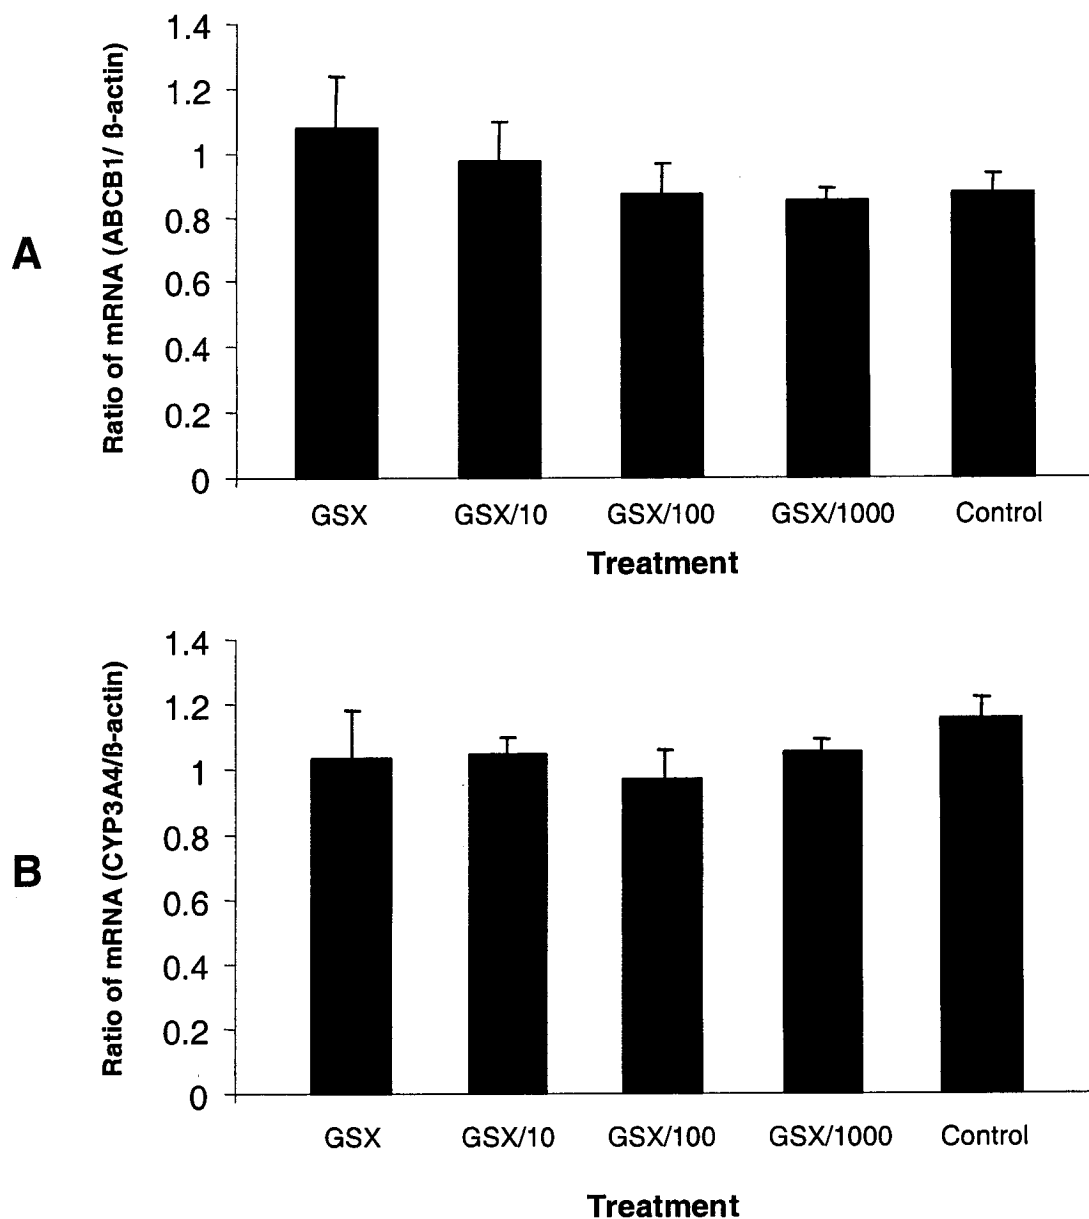 A
Ratio of mRNA (ABCB1/ ß-actin)
1.4
1.2
1
0.8
0.6
0.4
0.2
0
GSX GSX/10 GSX/100 GSX/1000 Control
Treatment
B
Ratio of mRNA (CYP3A4/ß-actin)
1.4
1.2
1
0.8
0.6
0.4
0.2
0
GSX GSX/10 GSX/100 GSX/1000 Control
Treatment